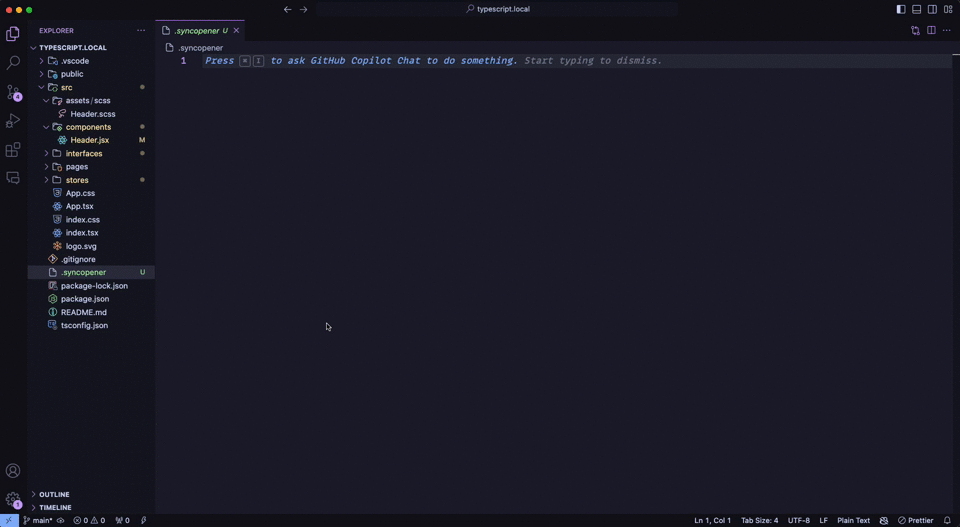 typescript.local
EXPLORER
.syncopener U
TYPESCRIPT.LOCAL
.syncopener
.vscode
1 Press ⌘ I to ask GitHub Copilot Chat to do something. Start typing to dismiss.
public
src
assets/scss
Header.scss
4
components
Header.jsx M
interfaces
pages
stores
App.css
App.tsx
index.css
index.tsx
logo.svg
.gitignore
.syncopener U
package-lock.json
package.json
README.md
tsconfig.json
OUTLINE
1
TIMELINE
main* 0 0 0 Ln 1, Col 1 Tab Size: 4 UTF-8 LF Plain Text Prettier